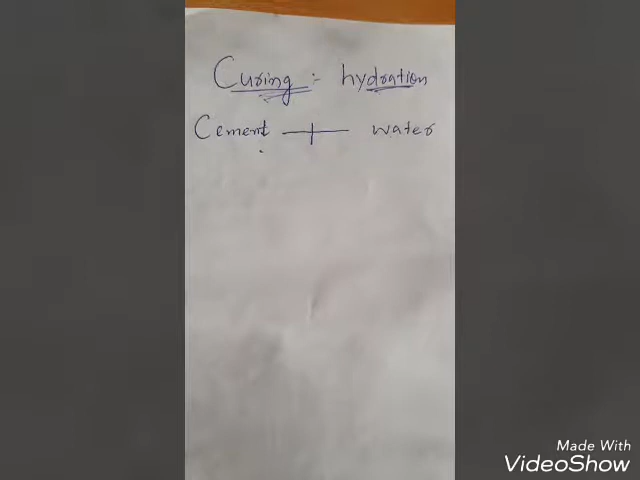 Curing :- hydration
Cement + water
Made With
VideoShow